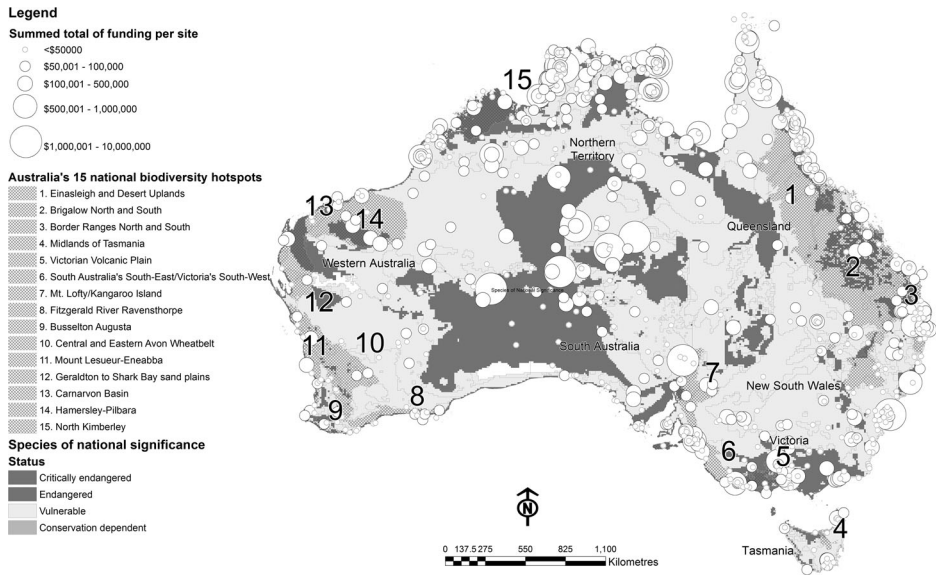 Legend
Summed total of funding per site
<$50000
$50,001 - 100,000
$100,001 - 500,000
$500,001 - 1,000,000
$1,000,001 - 10,000,000
Australia's 15 national biodiversity hotspots
1. Einasleigh and Desert Uplands
2. Brigalow North and South
3. Border Ranges North and South
4. Midlands of Tasmania
5. Victorian Volcanic Plain
6. South Australia's South-East/Victoria's South-West
7. Mt. Lofty/Kangaroo Island
8. Fitzgerald River Ravensthorpe
9. Busselton Augusta
10. Central and Eastern Avon Wheatbelt
11. Mount Lesueur-Eneabba
12. Geraldton to Shark Bay sand plains
13. Carnarvon Basin
14. Hamersley-Pilbara
15. North Kimberley
Species of national significance
Status
Critically endangered
Endangered
Vulnerable
Conservation dependent
15
Northern
Territory
13
14
1
Queensland
Western Australia
2
Species of National Significance
12
3
11
10
South Australia
7
New South Wales
8
9
Victoria
6
5
N
4
Tasmania
0 137.5 275 550 825 1,100
Kilometres